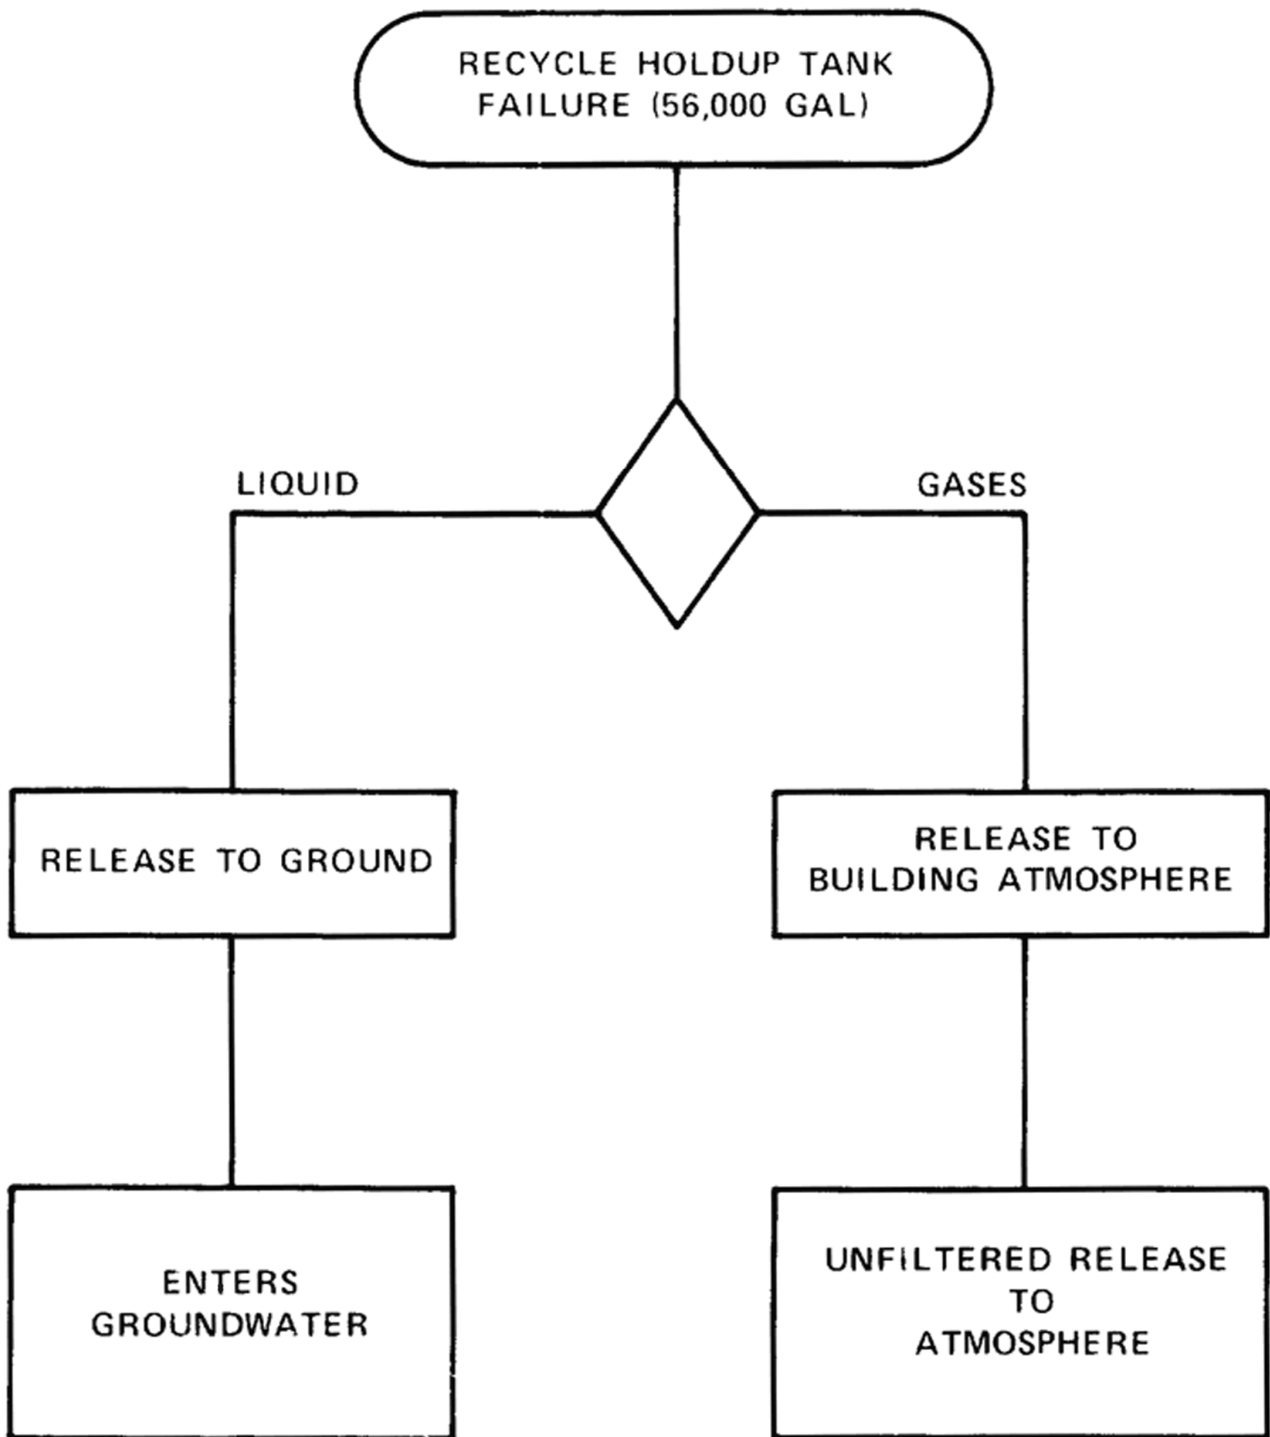 RECYCLE HOLDUP TANK
FAILURE (56,000 GAL)
LIQUID
GASES
RELEASE TO GROUND
RELEASE TO
BUILDING ATMOSPHERE
ENTERS
GROUNDWATER
UNFILTERED RELEASE
TO
ATMOSPHERE